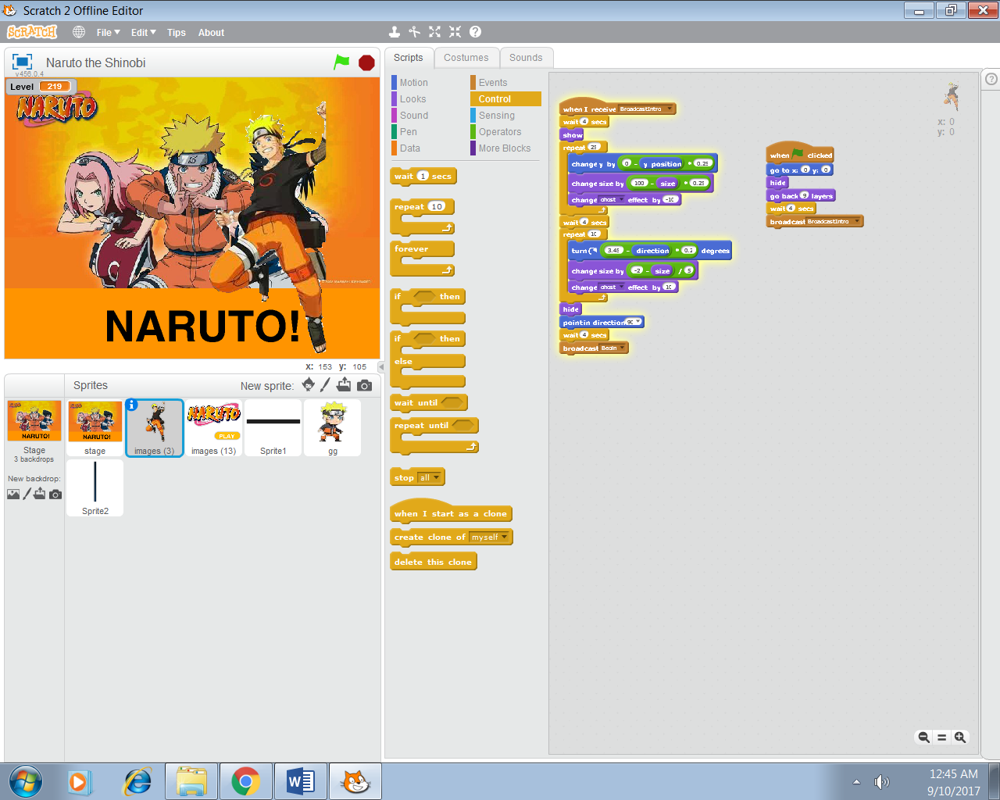 Scratch 2 Offline Editor
SCRATCH File Edit Tips About
Naruto the Shinobi
v456.0.4
Level 219
NARUTO
NARUTO!
x: 153 y: 105
Sprites New sprite:
Stage
3 backdrops
New backdrop:
NARUTO!
stage
images (3)
NARUTO
PLAY
images (13)
Sprite1
gg
Sprite2
Scripts Costumes Sounds
Motion Events
Looks Control
Sound Sensing
Pen Operators
Data More Blocks
wait 1 secs
repeat 10
forever
if then
if then
else
wait until
repeat until
stop all
when I start as a clone
create clone of myself
delete this clone
when I receive BroadcastIntro
wait 4 secs
show
repeat 25
change y by 0 - y position * 0.25
change size by 100 - size * 0.25
change ghost effect by -10
wait 4 secs
repeat 10
turn 3.45 - direction * 0.2 degrees
change size by -2 - size / 5
change ghost effect by 10
hide
point in direction 90
wait 4 secs
broadcast Begin
when clicked
go to x: 0 y: 0
hide
go back 9 layers
wait 4 secs
broadcast BroadcastIntro
x: 0
y: 0
12:45 AM
9/10/2017